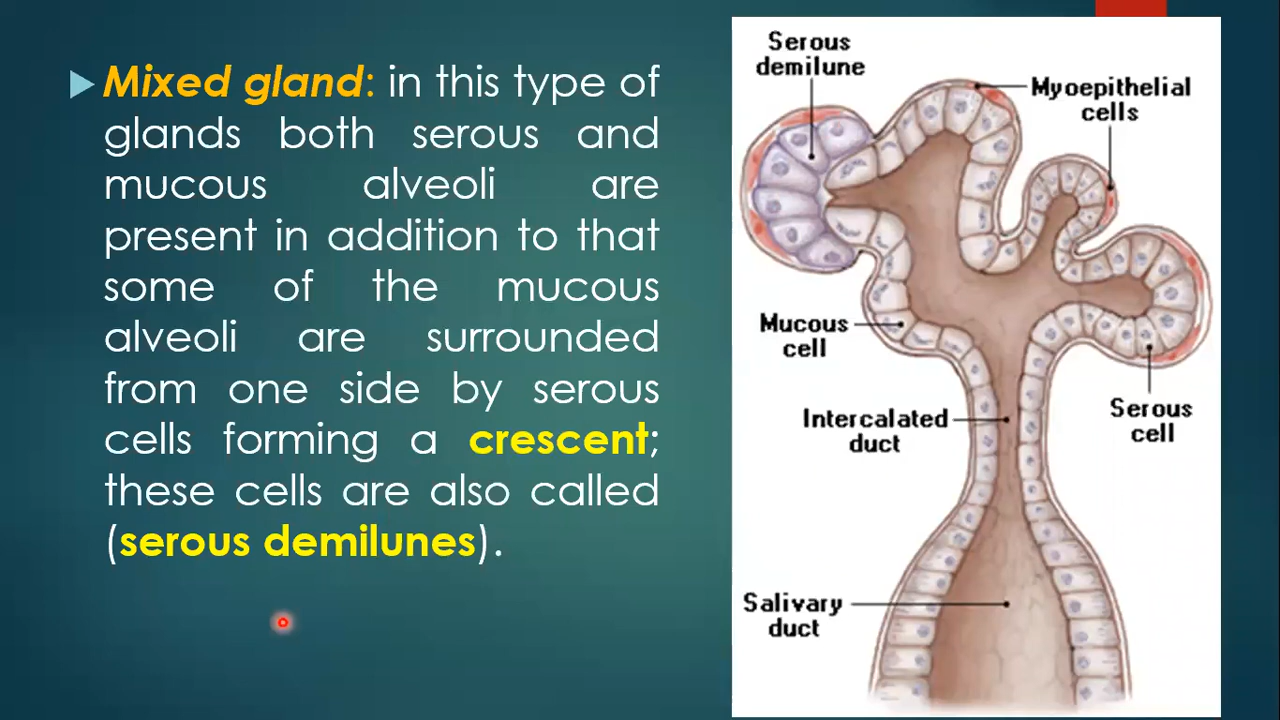 Mixed gland: in this type of
glands both serous and
mucous alveoli are
present in addition to that
some of the mucous
alveoli are surrounded
from one side by serous
cells forming a crescent;
these cells are also called
(serous demilunes).
Serous
demilune
Myoepithelial
cells
Mucous
cell
Intercalated
duct
Serous
cell
Salivary
duct